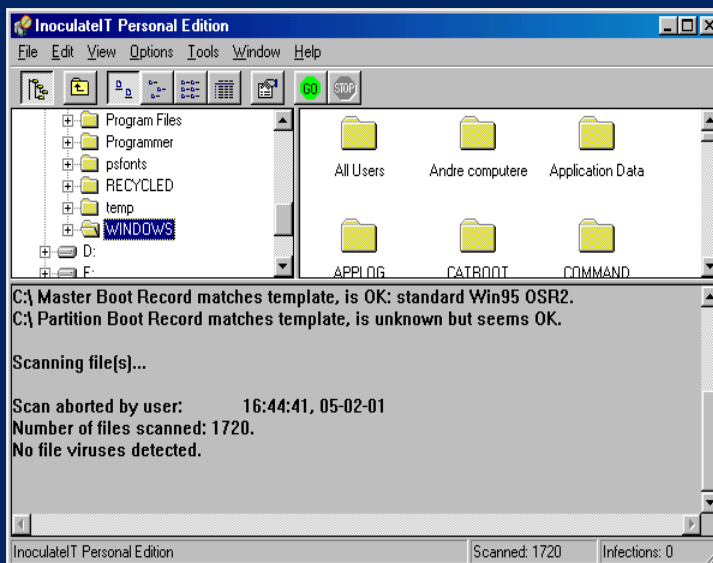 InoculateIT Personal Edition
File Edit View Options Tools Window Help
GO STOP
Program Files
Programmer
psfonts
RECYCLED
temp
WINDOWS
D:
E:
All Users Andre computere Application Data
APPLOG CATROOT COMMAND
C:\ Master Boot Record matches template, is OK: standard Win95 OSR2.
C:\ Partition Boot Record matches template, is unknown but seems OK.
Scanning file(s)...
Scan aborted by user: 16:44:41, 05-02-01
Number of files scanned: 1720.
No file viruses detected.
InoculateIT Personal Edition Scanned: 1720 Infections: 0